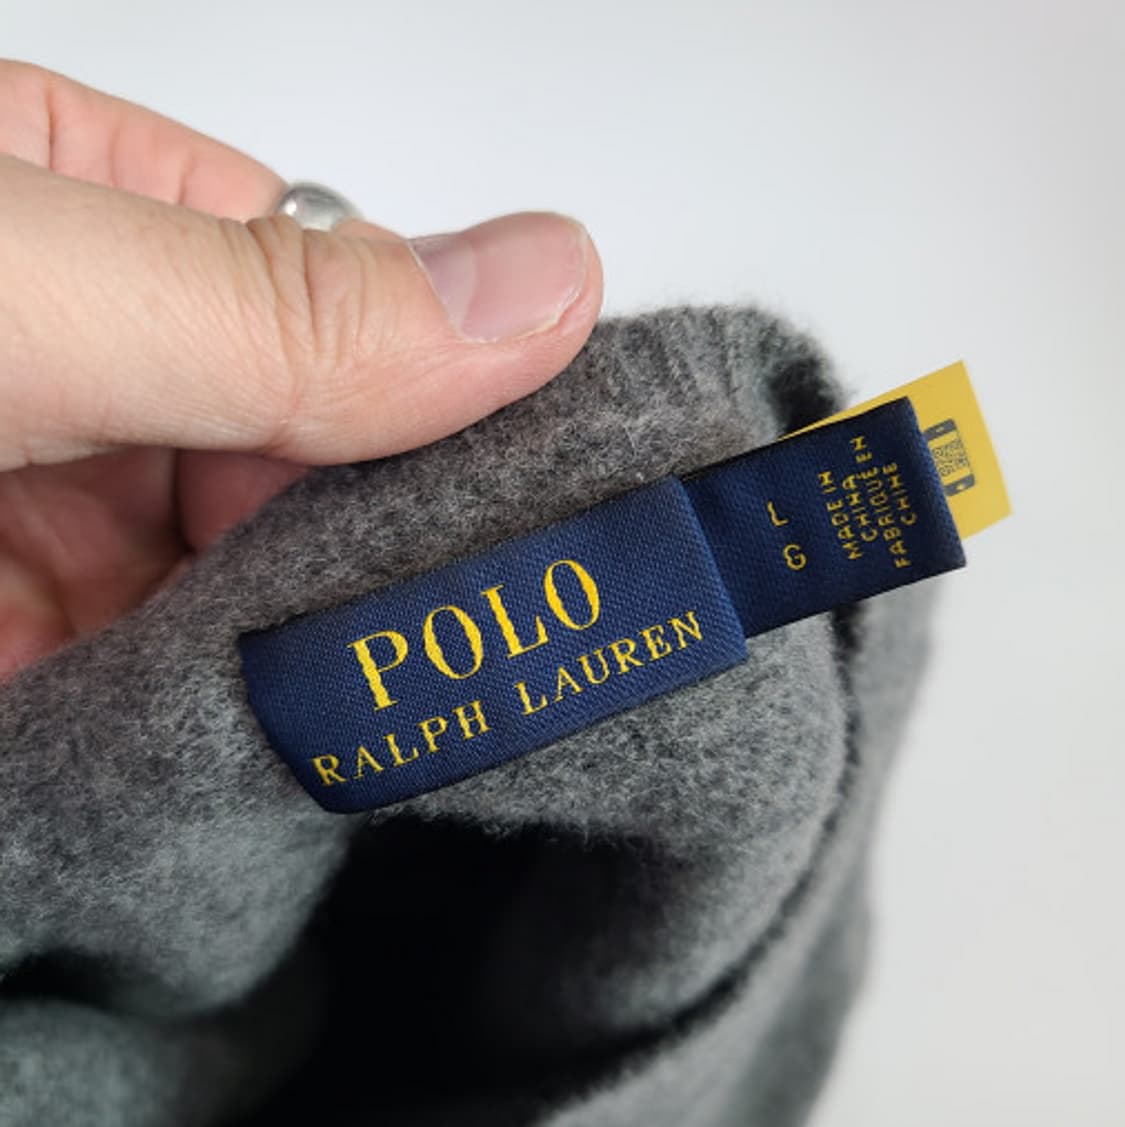 POLO
RALPH LAUREN
L
G
MADE IN
CHINA
FABRIQUÉ EN
CHINE